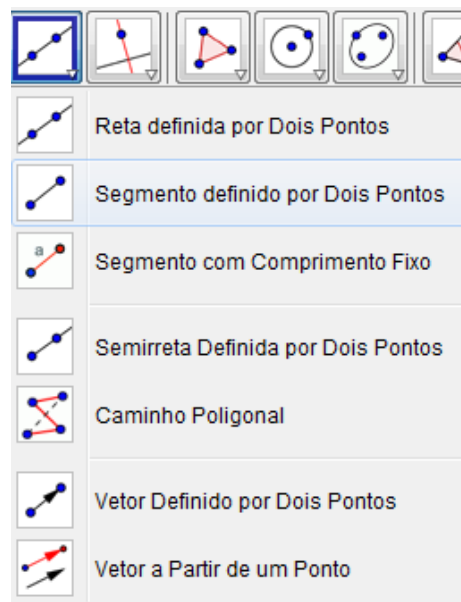 Reta definida por Dois Pontos
Segmento definido por Dois Pontos
a
Segmento com Comprimento Fixo
Semirreta Definida por Dois Pontos
Caminho Poligonal
Vetor Definido por Dois Pontos
Vetor a Partir de um Ponto